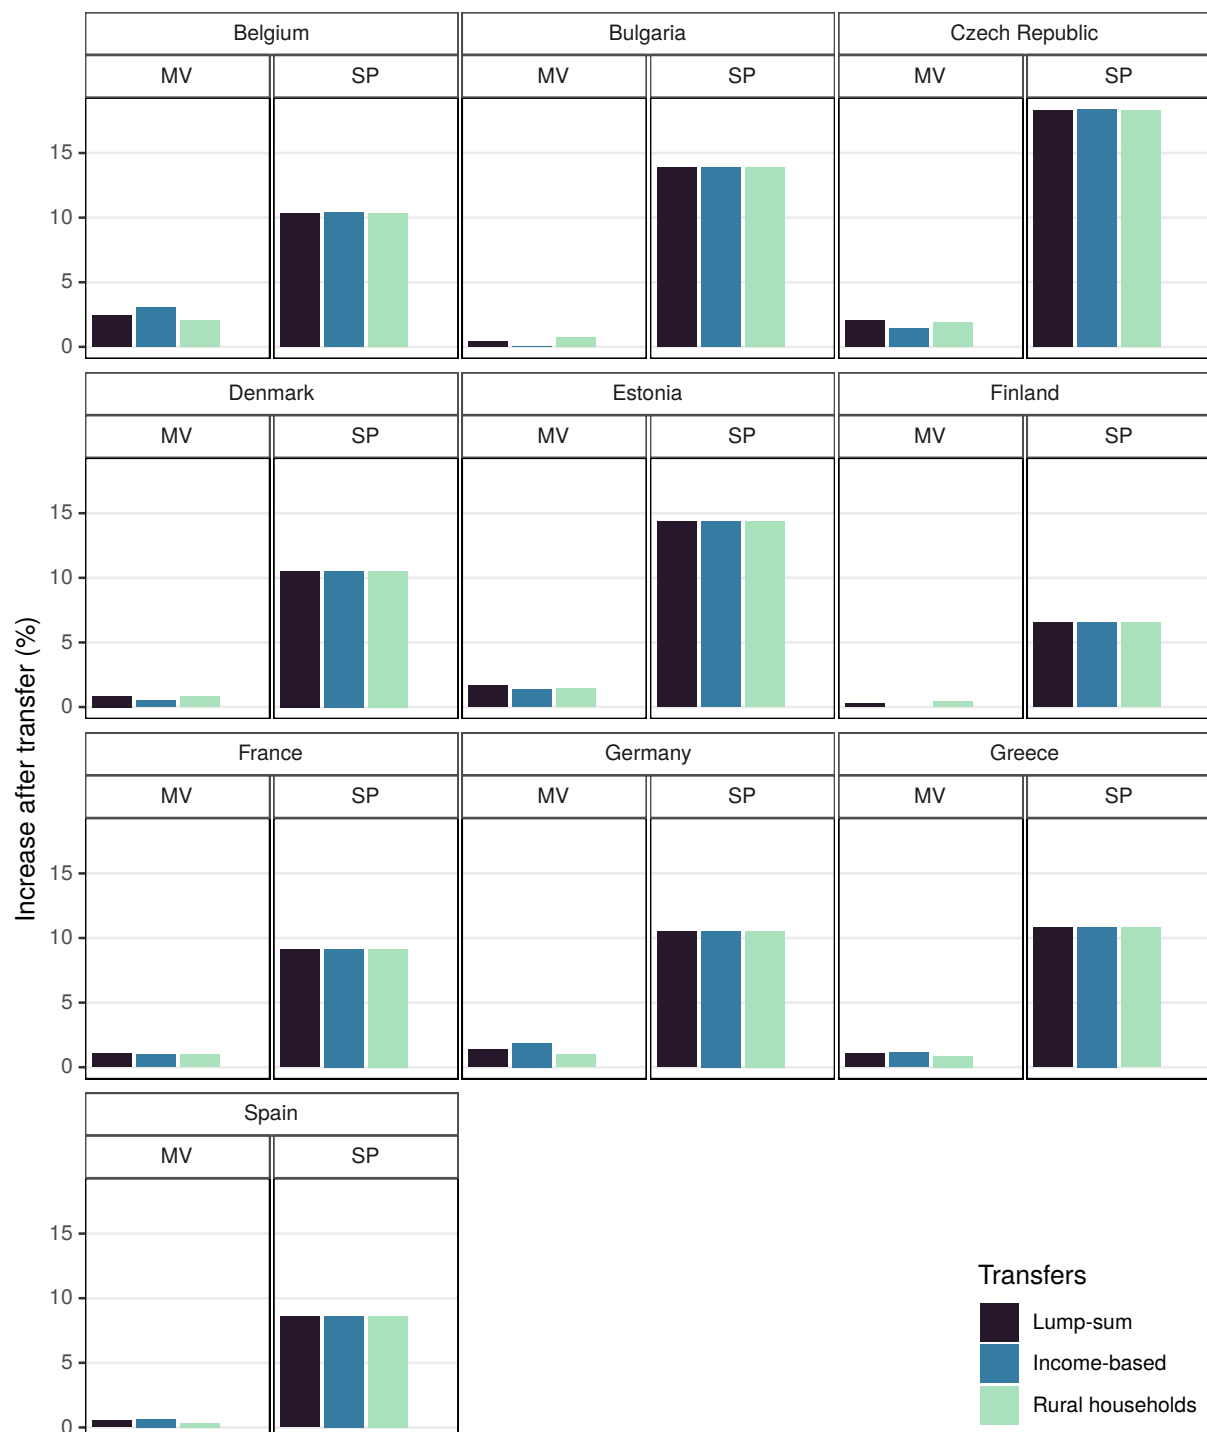 Belgium Bulgaria Czech Republic
MV SP MV SP MV SP
15
10
5
0
Denmark Estonia Finland
MV SP MV SP MV SP
15
10
5
0
France Germany Greece
MV SP MV SP MV SP
15
10
5
0
Spain
MV SP
15
10
5
0
Increase after transfer (%)
Transfers
Lump-sum
Income-based
Rural households